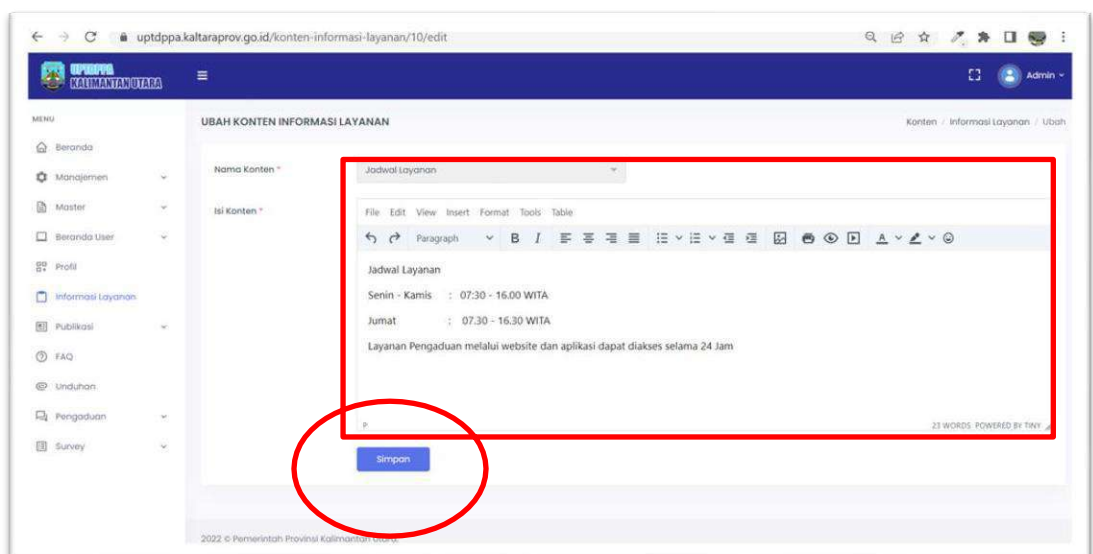 uptdppa.kaltaraprov.go.id/konten-informasi-layanan/10/edit
UPTDPPA
KALIMANTAN UTARA
Admin
MENU
UBAH KONTEN INFORMASI LAYANAN
Konten / Informasi Layanan / Ubah
Beranda
Manajemen
Master
Beranda User
Profil
Informasi Layanan
Publikasi
FAQ
Unduhan
Pengaduan
Survey
Nama Konten *
Jadwal Layanan
Isi Konten *
File Edit View Insert Format Tools Table
Paragraph B I A
Jadwal Layanan
Senin - Kamis : 07:30 - 16.00 WITA
Jumat : 07.30 - 16.30 WITA
Layanan Pengaduan melalui website dan aplikasi dapat diakses selama 24 Jam
P
23 WORDS POWERED BY TINY
Simpan
2022 © Pemerintah Provinsi Kalimantan Utara.